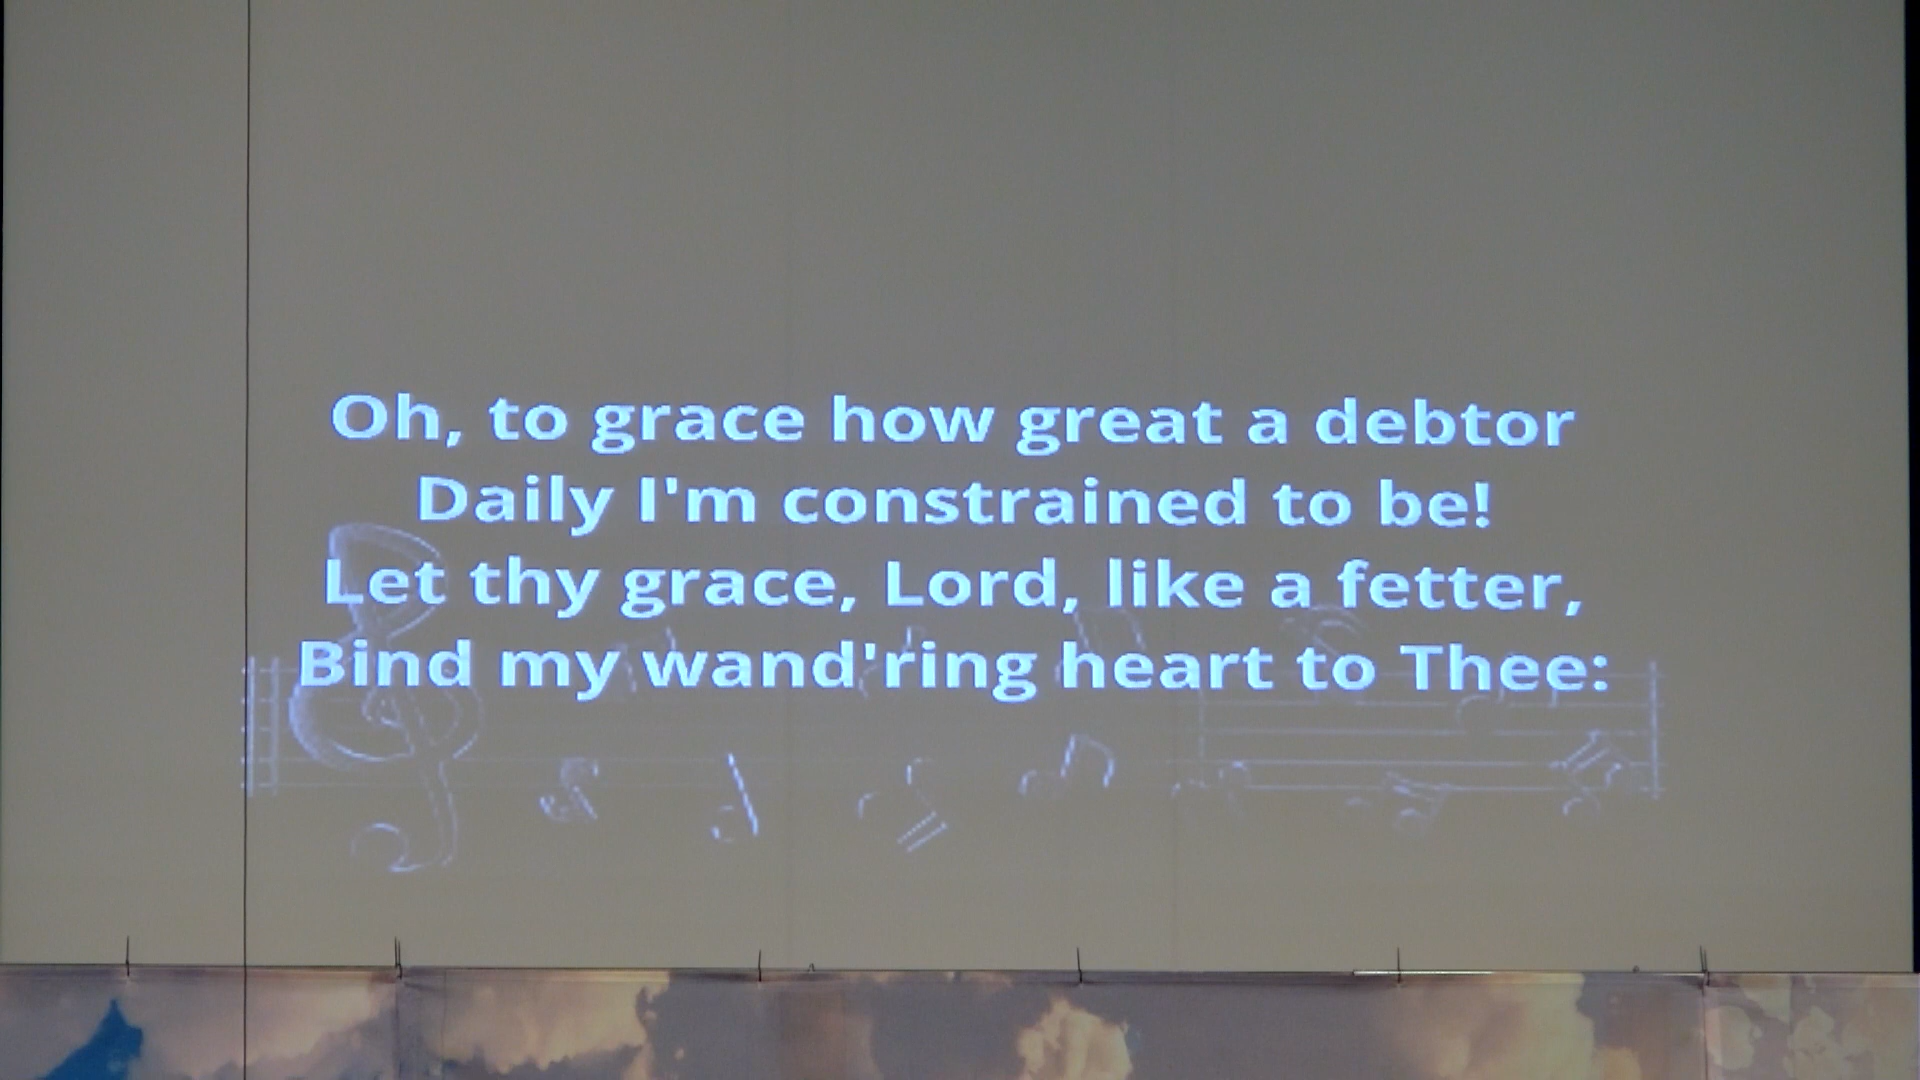 Oh, to grace how great a debtor
Daily I'm constrained to be!
Let thy grace, Lord, like a fetter,
Bind my wand'ring heart to Thee: